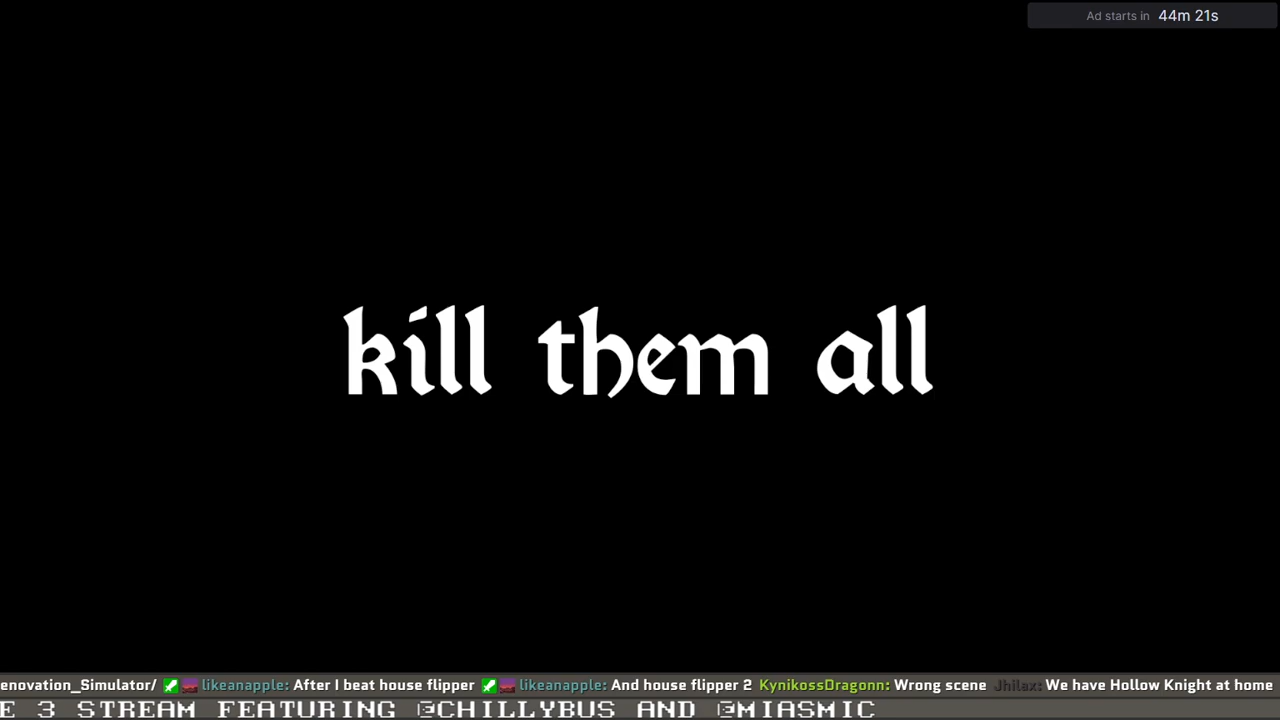 Ad starts in 44m 21s
kill them all
enovation_Simulator/ likeanapple: After I beat house flipper likeanapple: And house flipper 2 KynikossDragonn: Wrong scene Jhilax: We have Hollow Knight at home
E 3 STREAM FEATURING @CHILLYBUS AND @MIASMIC